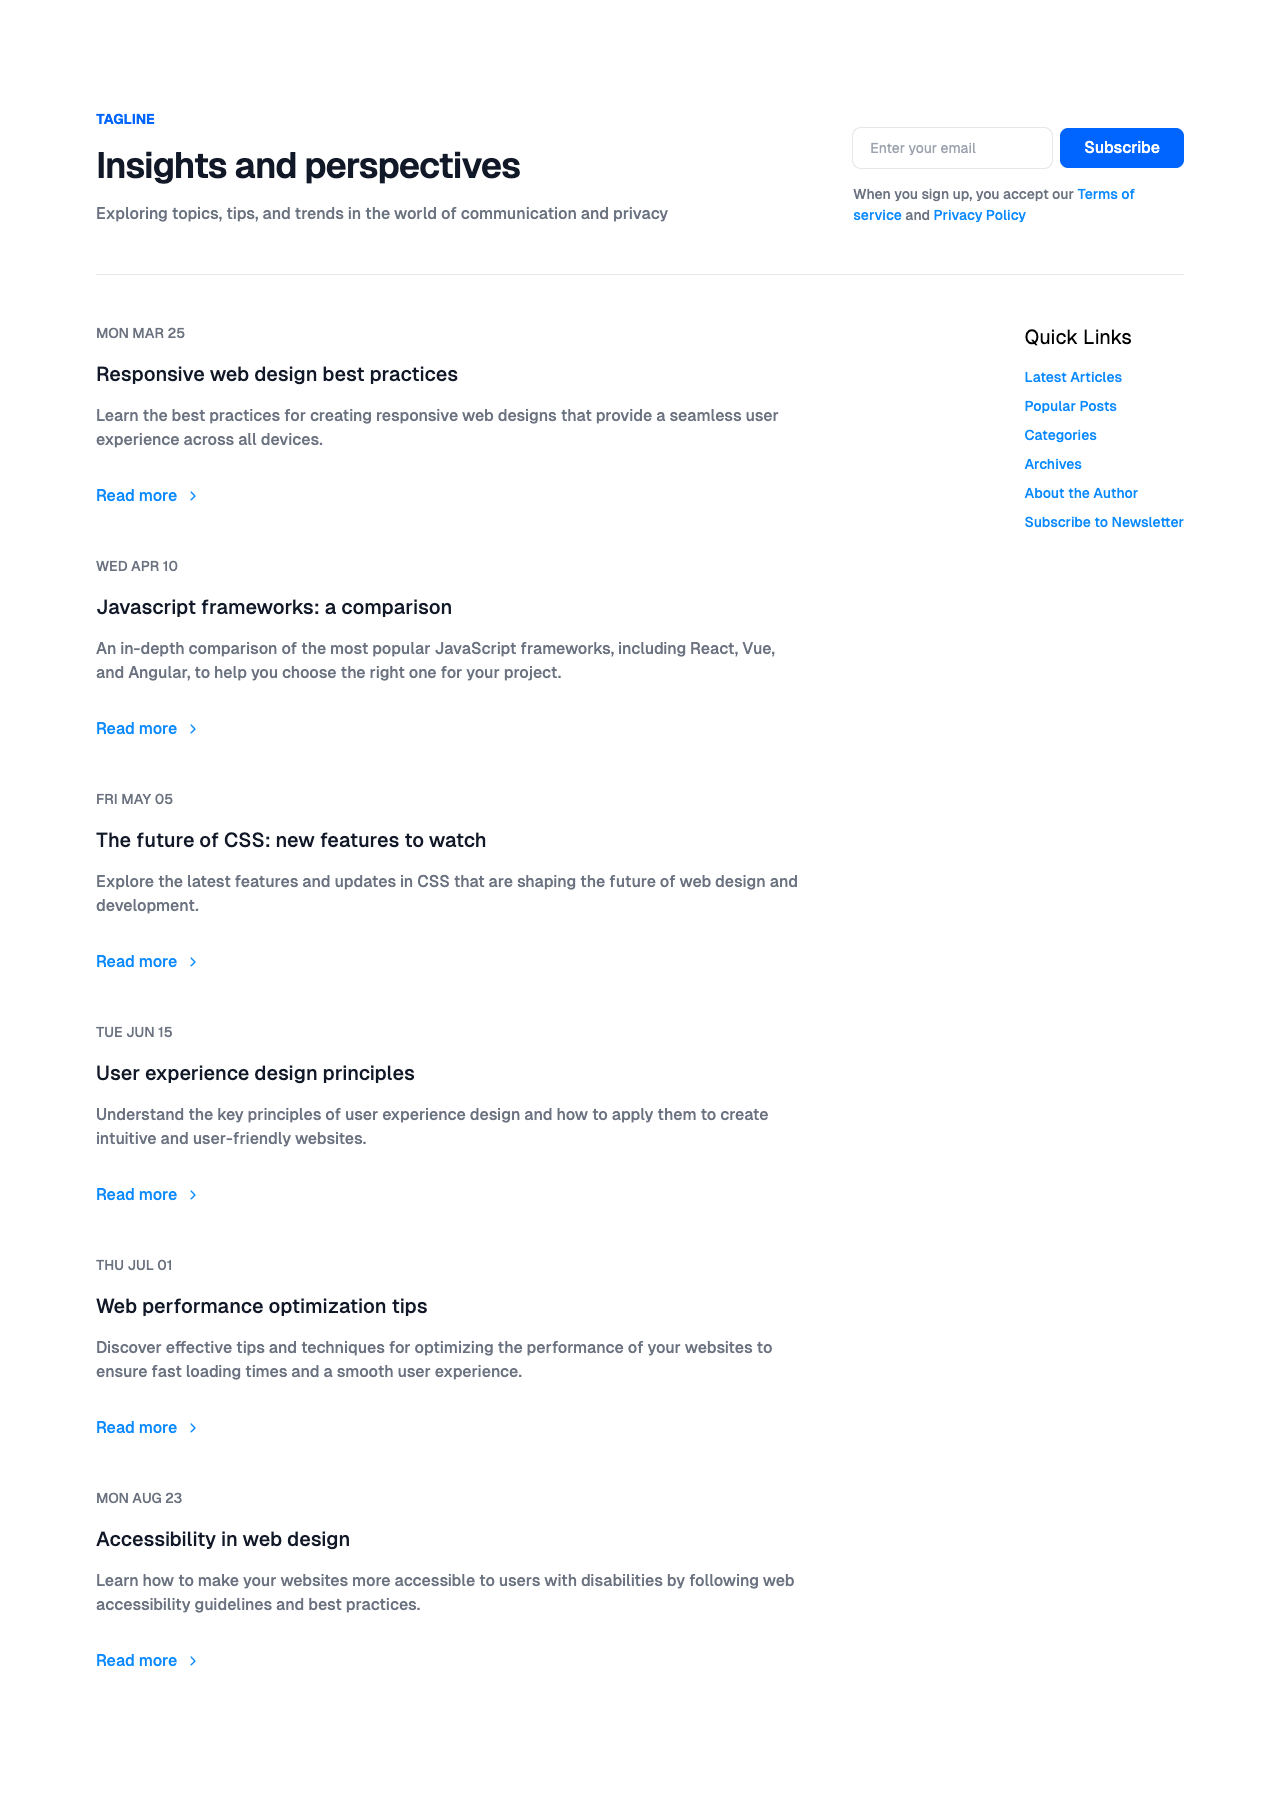 TAGLINE
Insights and perspectives
Exploring topics, tips, and trends in the world of communication and privacy
Enter your email
Subscribe
When you sign up, you accept our Terms of
service and Privacy Policy
MON MAR 25
Responsive web design best practices
Learn the best practices for creating responsive web designs that provide a seamless user
experience across all devices.
Read more
WED APR 10
Javascript frameworks: a comparison
An in-depth comparison of the most popular JavaScript frameworks, including React, Vue,
and Angular, to help you choose the right one for your project.
Read more
FRI MAY 05
The future of CSS: new features to watch
Explore the latest features and updates in CSS that are shaping the future of web design and
development.
Read more
TUE JUN 15
User experience design principles
Understand the key principles of user experience design and how to apply them to create
intuitive and user-friendly websites.
Read more
THU JUL 01
Web performance optimization tips
Discover effective tips and techniques for optimizing the performance of your websites to
ensure fast loading times and a smooth user experience.
Read more
MON AUG 23
Accessibility in web design
Learn how to make your websites more accessible to users with disabilities by following web
accessibility guidelines and best practices.
Read more
Quick Links
Latest Articles
Popular Posts
Categories
Archives
About the Author
Subscribe to Newsletter